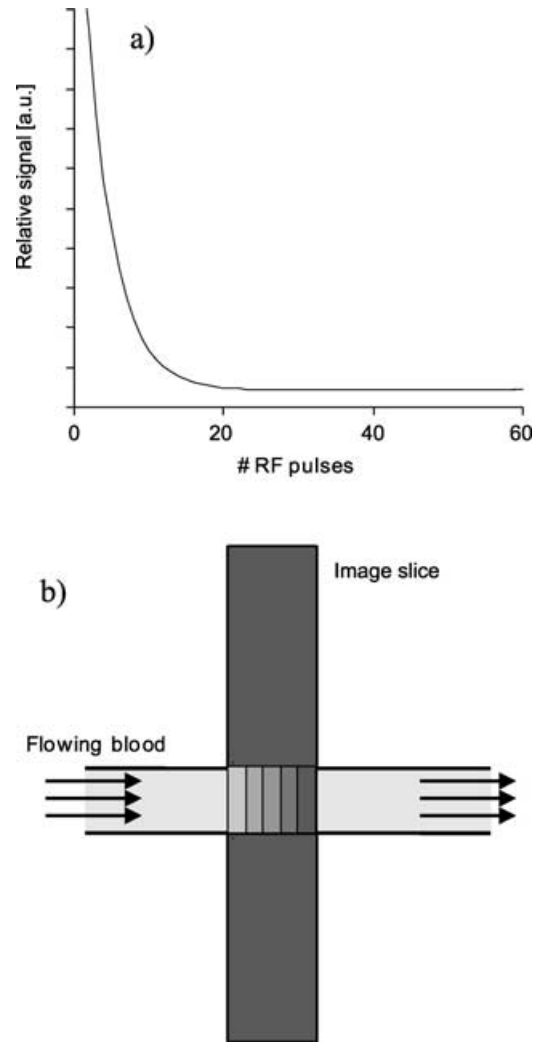 a)
Relative signal [a.u.]
0 20 40 60
# RF pulses
b)
Image slice
Flowing blood